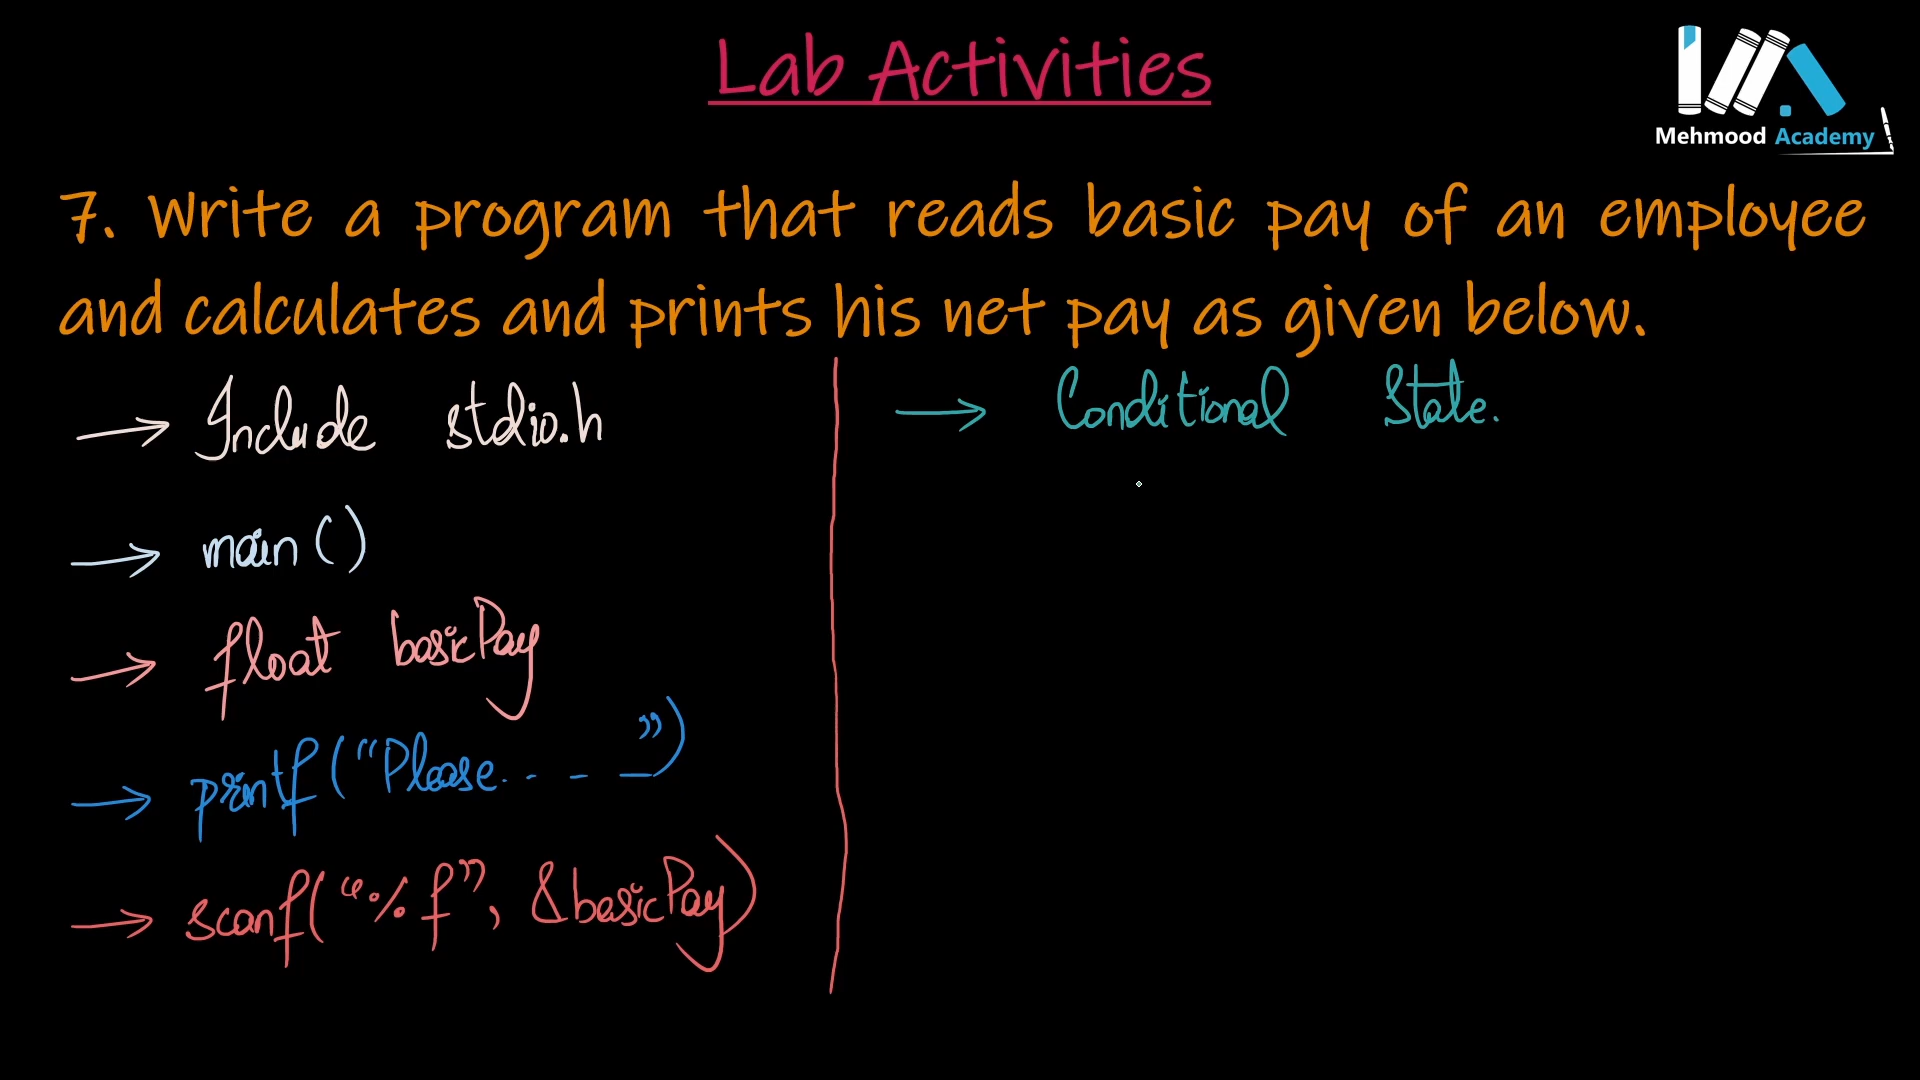 Lab Activities
Mehmood Academy
7. Write a program that reads basic pay of an employee
and calculates and prints his net pay as given below.
→ Include stdio.h
→ main()
→ float basicPay
→ printf("Please.... ")
→ scanf("%f", &basicPay)
→ Conditional State.